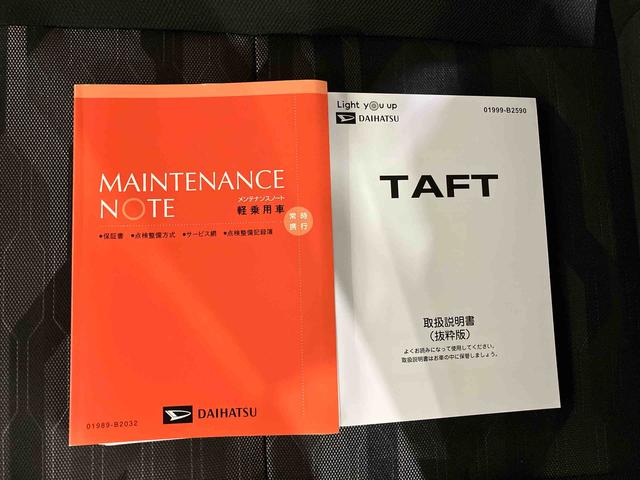 MAINTENANCE
NOTE
メンテナンスノート
軽乗用車
常時
携行
●保証書 ●点検整備方式 ●サービス網 ●点検整備記録簿
DAIHATSU
01989-B2032
Light you up
DAIHATSU
01999-B2590
TAFT
取扱説明書
(抜粋版)
よくお読みになって使用してください。
取扱説明書はお車の中に保管しましょう。